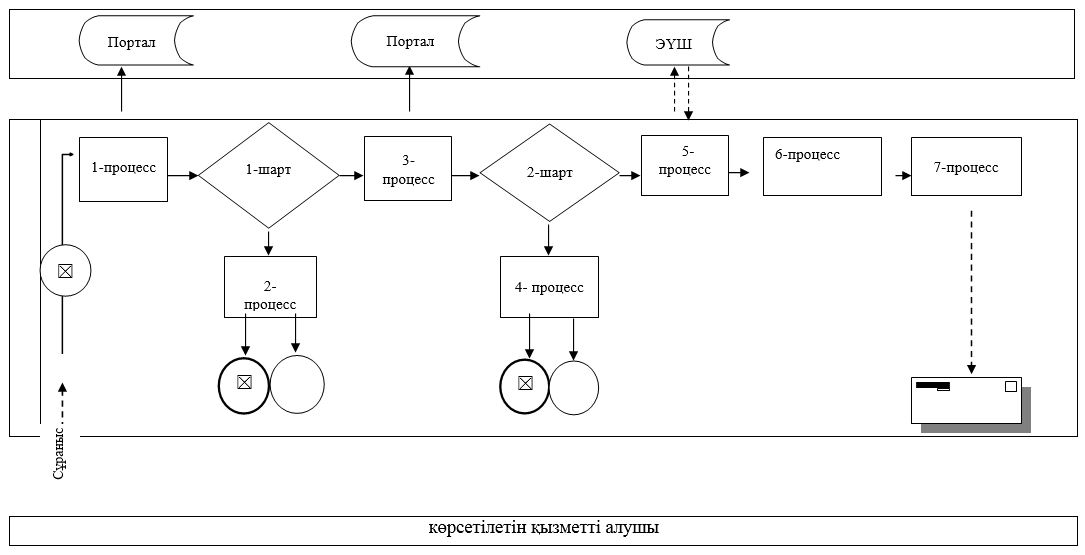 Портал
Портал
ЭҮШ
1-процесс
1-шарт
3-
процесс
2-шарт
5-
процесс
6-процесс
7-процесс
2-
процесс
4- процесс
Сұраныс .
көрсетілетін қызметті алушы